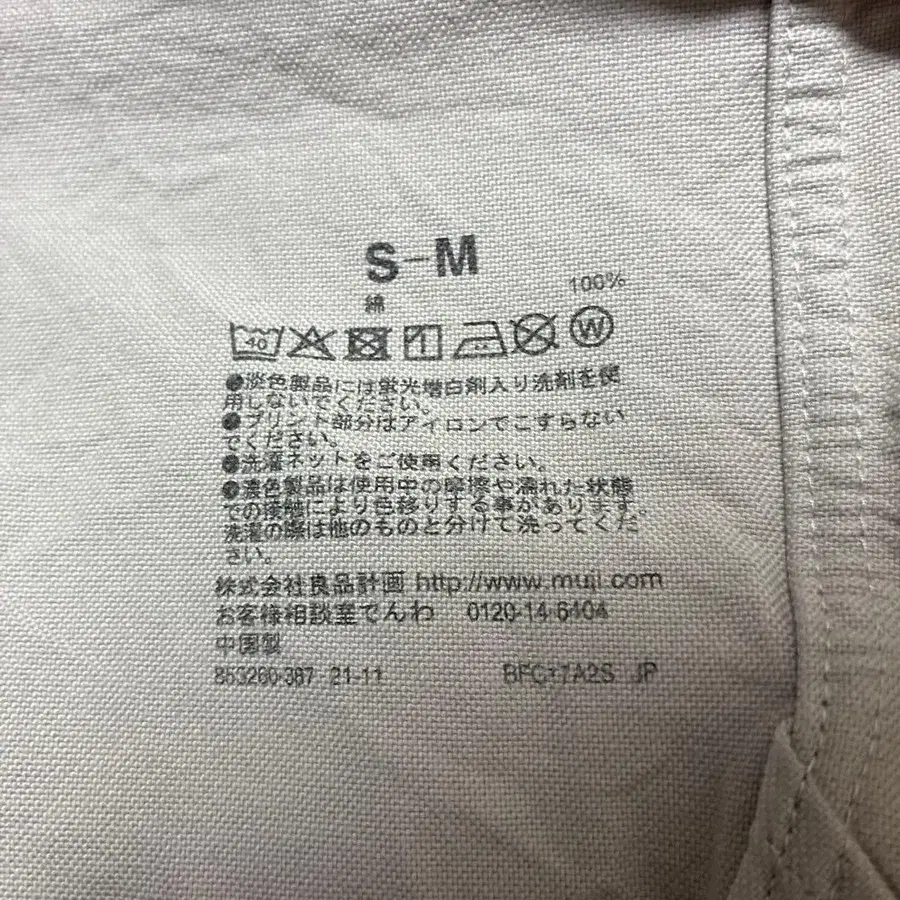 S-M
綿 100%
40 1 W
●淡色製品には蛍光増白剤入り洗剤を使
用しないでください。
●プリント部分はアイロンでこすらない
でください。
●洗濯ネットをご使用ください。
●濃色製品は使用中の摩擦や濡れた状態
での接触により色移りする事があります。
洗濯の際は他のものと分けて洗ってくだ
さい。
株式会社良品計画 http://www.muji.com
お客様相談室でんわ 0120-14-6404
中国製
853260-387 21-11 BFC17A2S JP